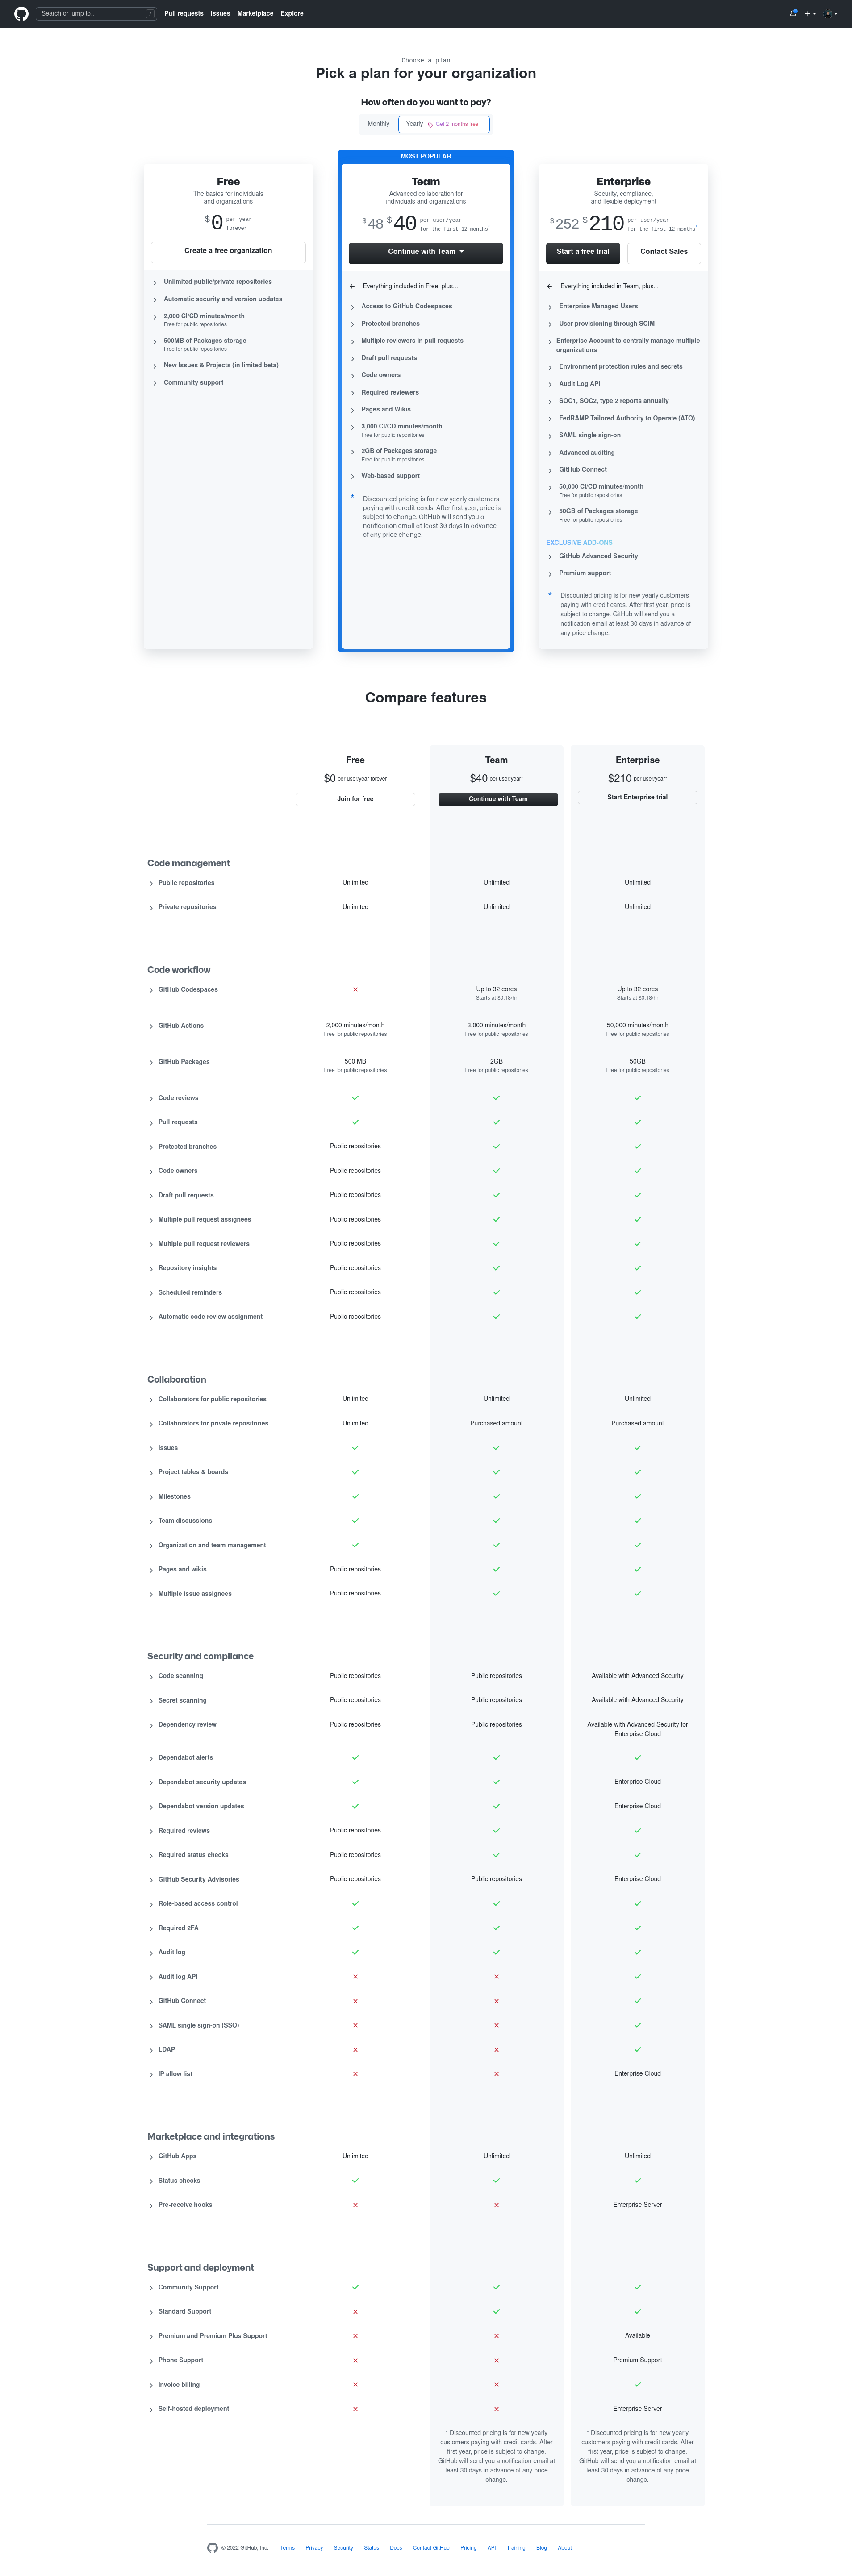 Search or jump to…
/
Pull requests Issues Marketplace Explore
Choose a plan
Pick a plan for your organization
How often do you want to pay?
Monthly Yearly Get 2 months free
Free
The basics for individuals
and organizations
$ 0 per year
forever
Create a free organization
Unlimited public/private repositories
Automatic security and version updates
2,000 CI/CD minutes/month
Free for public repositories
500MB of Packages storage
Free for public repositories
New Issues & Projects (in limited beta)
Community support
MOST POPULAR
Team
Advanced collaboration for
individuals and organizations
$ 48 $ 40 per user/year
for the first 12 months*
Continue with Team
Everything included in Free, plus...
Access to GitHub Codespaces
Protected branches
Multiple reviewers in pull requests
Draft pull requests
Code owners
Required reviewers
Pages and Wikis
3,000 CI/CD minutes/month
Free for public repositories
2GB of Packages storage
Free for public repositories
Web-based support
* Discounted pricing is for new yearly customers
paying with credit cards. After first year, price is
subject to change. GitHub will send you a
notification email at least 30 days in advance
of any price change.
Enterprise
Security, compliance,
and flexible deployment
$ 252 $ 210 per user/year
for the first 12 months*
Start a free trial Contact Sales
Everything included in Team, plus...
Enterprise Managed Users
User provisioning through SCIM
Enterprise Account to centrally manage multiple
organizations
Environment protection rules and secrets
Audit Log API
SOC1, SOC2, type 2 reports annually
FedRAMP Tailored Authority to Operate (ATO)
SAML single sign-on
Advanced auditing
GitHub Connect
50,000 CI/CD minutes/month
Free for public repositories
50GB of Packages storage
Free for public repositories
EXCLUSIVE ADD-ONS
GitHub Advanced Security
Premium support
* Discounted pricing is for new yearly customers
paying with credit cards. After first year, price is
subject to change. GitHub will send you a
notification email at least 30 days in advance of
any price change.
Compare features
Free Team Enterprise
$0 per user/year forever $40 per user/year* $210 per user/year*
Join for free Continue with Team Start Enterprise trial
Code management
Public repositories Unlimited Unlimited Unlimited
Private repositories Unlimited Unlimited Unlimited
Code workflow
GitHub Codespaces Up to 32 cores Up to 32 cores
Starts at $0.18/hr Starts at $0.18/hr
GitHub Actions 2,000 minutes/month 3,000 minutes/month 50,000 minutes/month
Free for public repositories Free for public repositories Free for public repositories
GitHub Packages 500 MB 2GB 50GB
Free for public repositories Free for public repositories Free for public repositories
Code reviews
Pull requests
Protected branches Public repositories
Code owners Public repositories
Draft pull requests Public repositories
Multiple pull request assignees Public repositories
Multiple pull request reviewers Public repositories
Repository insights Public repositories
Scheduled reminders Public repositories
Automatic code review assignment Public repositories
Collaboration
Collaborators for public repositories Unlimited Unlimited Unlimited
Collaborators for private repositories Unlimited Purchased amount Purchased amount
Issues
Project tables & boards
Milestones
Team discussions
Organization and team management
Pages and wikis Public repositories
Multiple issue assignees Public repositories
Security and compliance
Code scanning Public repositories Public repositories Available with Advanced Security
Secret scanning Public repositories Public repositories Available with Advanced Security
Dependency review Public repositories Public repositories Available with Advanced Security for
Enterprise Cloud
Dependabot alerts
Dependabot security updates Enterprise Cloud
Dependabot version updates Enterprise Cloud
Required reviews Public repositories
Required status checks Public repositories
GitHub Security Advisories Public repositories Public repositories Enterprise Cloud
Role-based access control
Required 2FA
Audit log
Audit log API
GitHub Connect
SAML single sign-on (SSO)
LDAP
IP allow list Enterprise Cloud
Marketplace and integrations
GitHub Apps Unlimited Unlimited Unlimited
Status checks
Pre-receive hooks Enterprise Server
Support and deployment
Community Support
Standard Support
Premium and Premium Plus Support Available
Phone Support Premium Support
Invoice billing
Self-hosted deployment Enterprise Server
* Discounted pricing is for new yearly
customers paying with credit cards. After
first year, price is subject to change.
GitHub will send you a notification email at
least 30 days in advance of any price
change.
* Discounted pricing is for new yearly
customers paying with credit cards. After
first year, price is subject to change.
GitHub will send you a notification email at
least 30 days in advance of any price
change.
© 2022 GitHub, Inc. Terms Privacy Security Status Docs Contact GitHub Pricing API Training Blog About